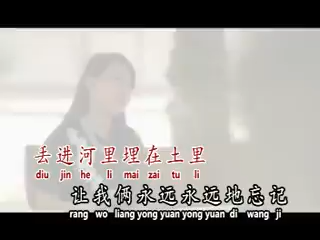 丢进河里埋在土里
diu jin he li mai zai tu li
让我俩永远永远地忘记
rang wo liang yong yuan yong yuan di wang ji